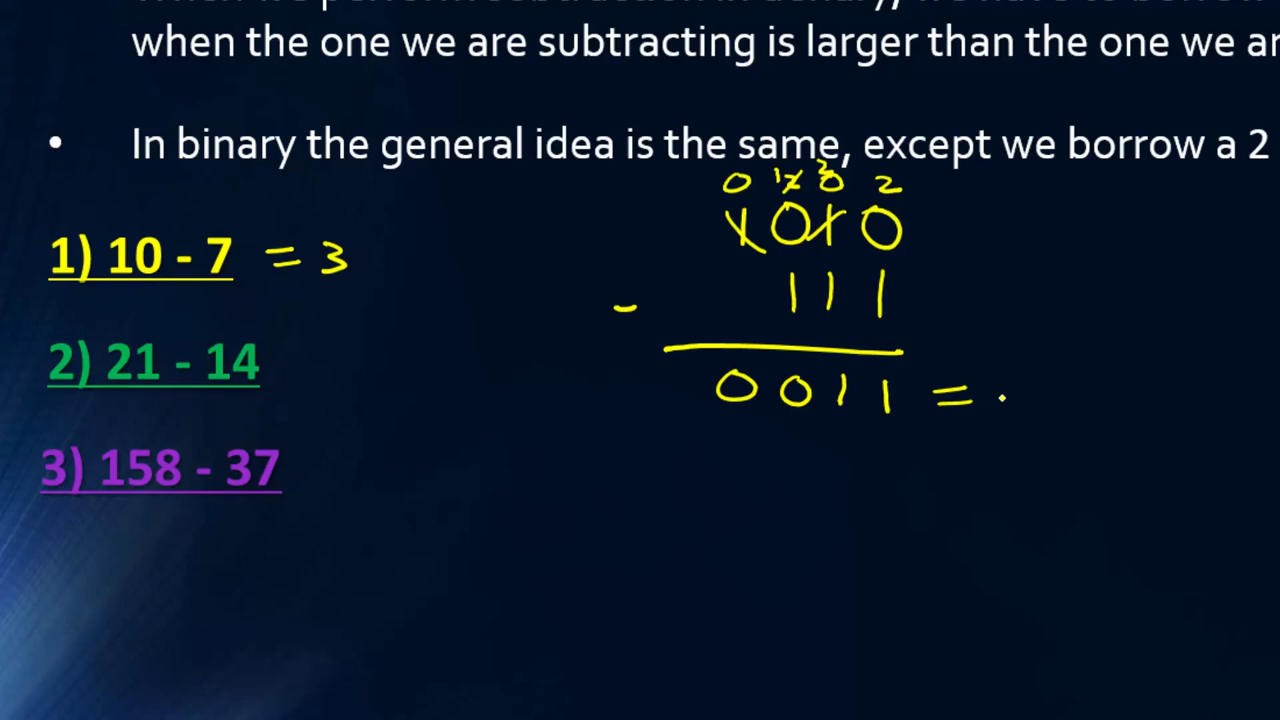 when the one we are subtracting is larger than the one we ar
• In binary the general idea is the same, except we borrow a 2
0 1 2 0 2 2
1010
1) 10 - 7 = 3
- 111
2) 21 - 14
0011 =
3) 158 - 37